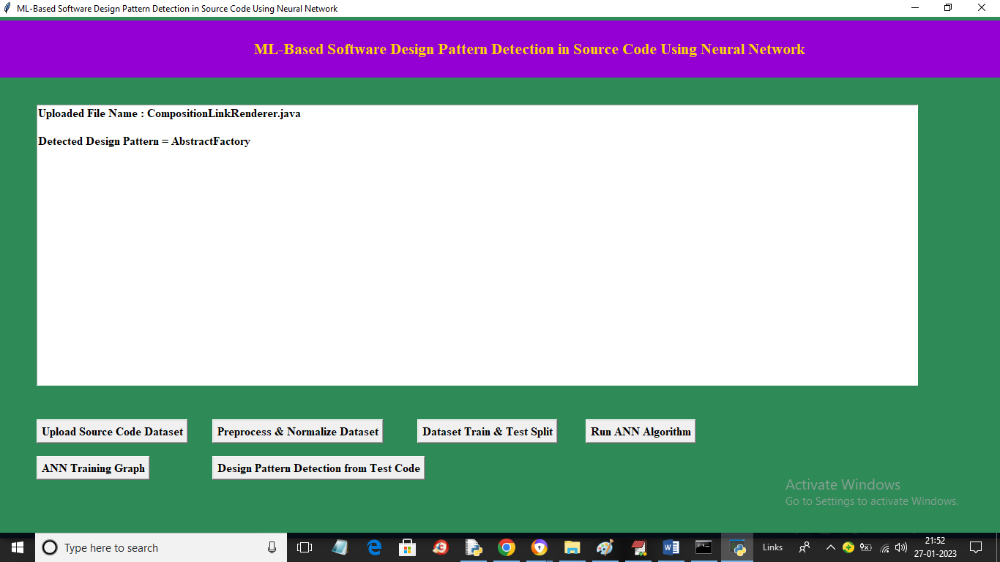 ML-Based Software Design Pattern Detection in Source Code Using Neural Network
ML-Based Software Design Pattern Detection in Source Code Using Neural Network
Uploaded File Name : CompositionLinkRenderer.java
Detected Design Pattern = AbstractFactory
Upload Source Code Dataset
Preprocess & Normalize Dataset
Dataset Train & Test Split
Run ANN Algorithm
ANN Training Graph
Design Pattern Detection from Test Code
Activate Windows
Go to Settings to activate Windows.
Type here to search
Links
21:52
27-01-2023